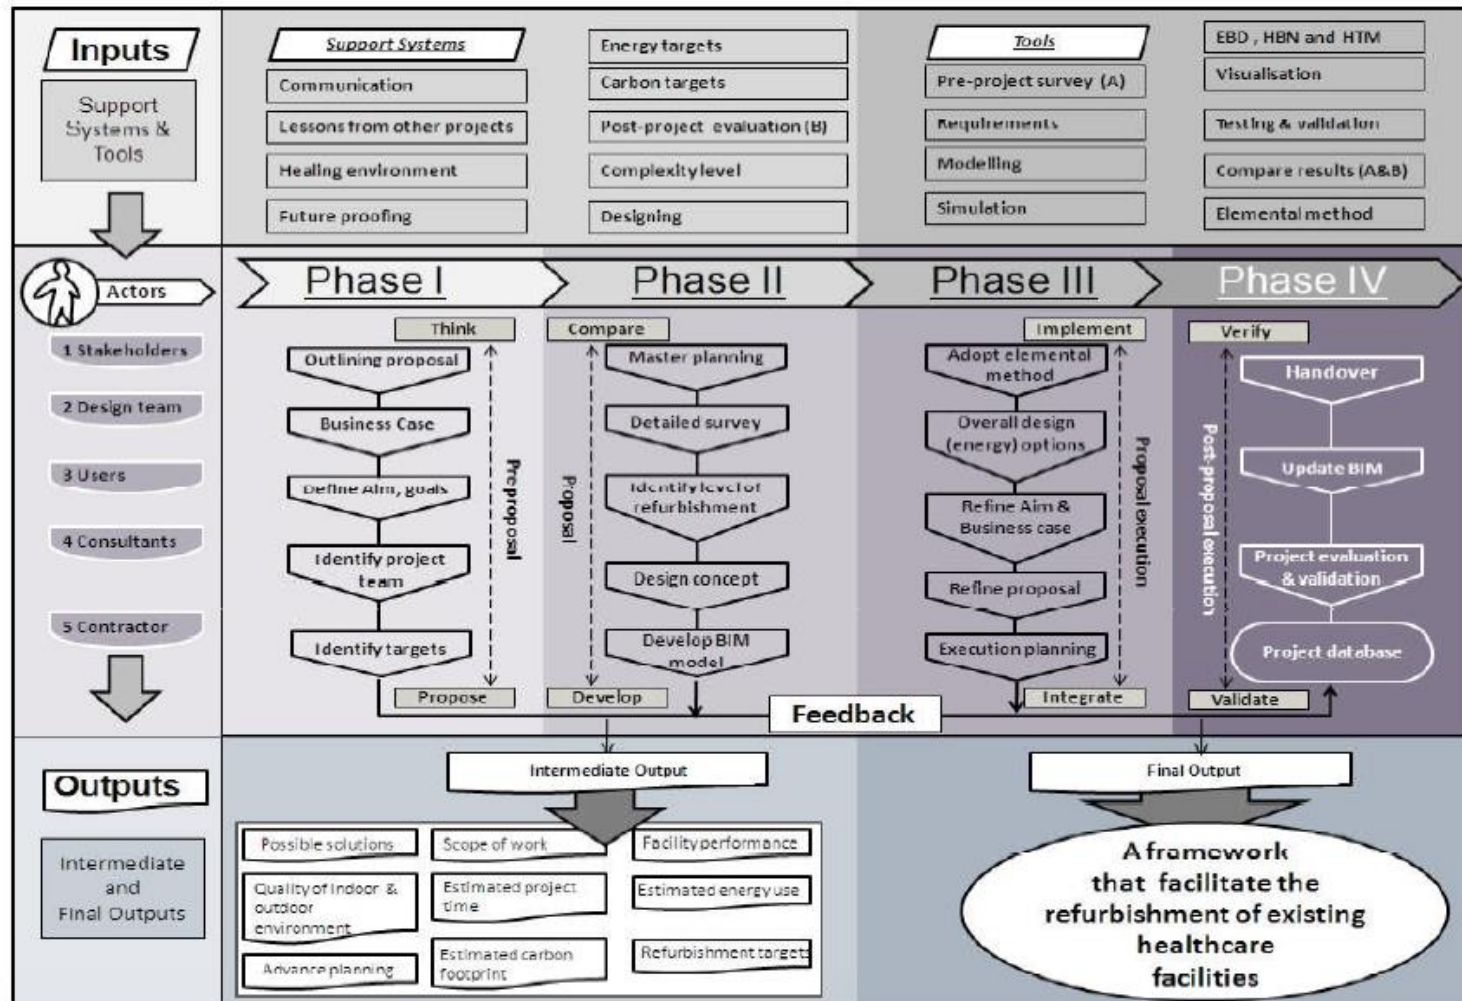 Inputs
Support
Systems &
Tools
Support Systems
Communication
Lessons from other projects
Healing environment
Future proofing
Energy targets
Carbon targets
Post-project evaluation (B)
Complexity level
Designing
Tools
Pre-project survey (A)
Requirements
Modelling
Simulation
EBD , HBN and HTM
Visualisation
Testing & validation
Compare results (A&B)
Elemental method
Actors
1 Stakeholders
2 Design team
3 Users
4 Consultants
5 Contractor
Phase I
Phase II
Phase III
Phase IV
Think
Outlining proposal
Business Case
Define Aim, goals
Identify project
team
Identify targets
Preproposal
Propose
Compare
Master planning
Detailed survey
Identify level of
refurbishment
Design concept
Develop BIM
model
Proposal
Develop
Implement
Adopt elemental
method
Overall design
(energy) options
Refine Aim &
Business case
Refine proposal
Execution planning
Proposal execution
Integrate
Verify
Handover
Update BIM
Project evaluation
& validation
Project database
Post-proposal execution
Validate
Feedback
Outputs
Intermediate
and
Final Outputs
Intermediate Output
Possible solutions
Quality of indoor &
outdoor
environment
Advance planning
Scope of work
Estimated project
time
Estimated carbon
footprint
Facility performance
Estimated energy use
Refurbishment targets
Final Output
A framework
that facilitate the
refurbishment of existing
healthcare
facilities